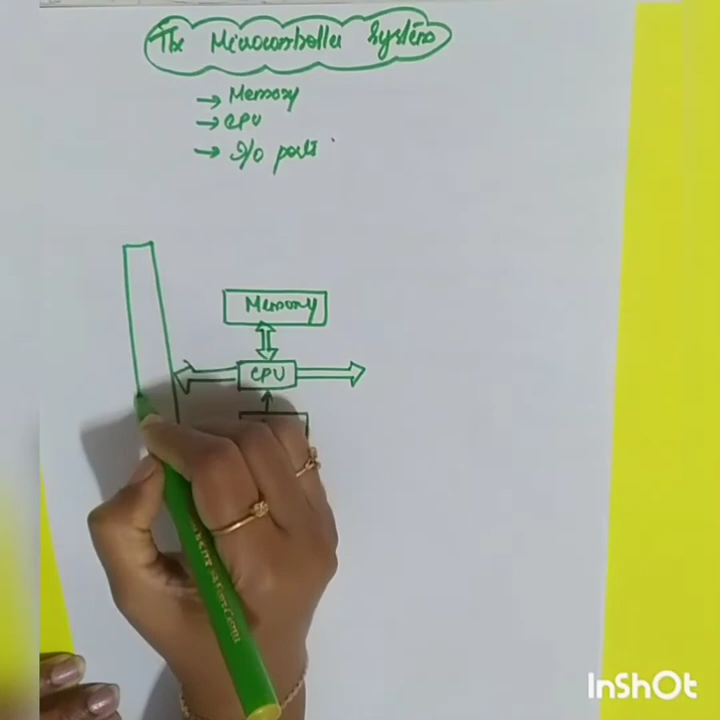 The Microcontroller System
→ Memory
→ CPU
→ I/O ports
Memory
CPU
InShOt